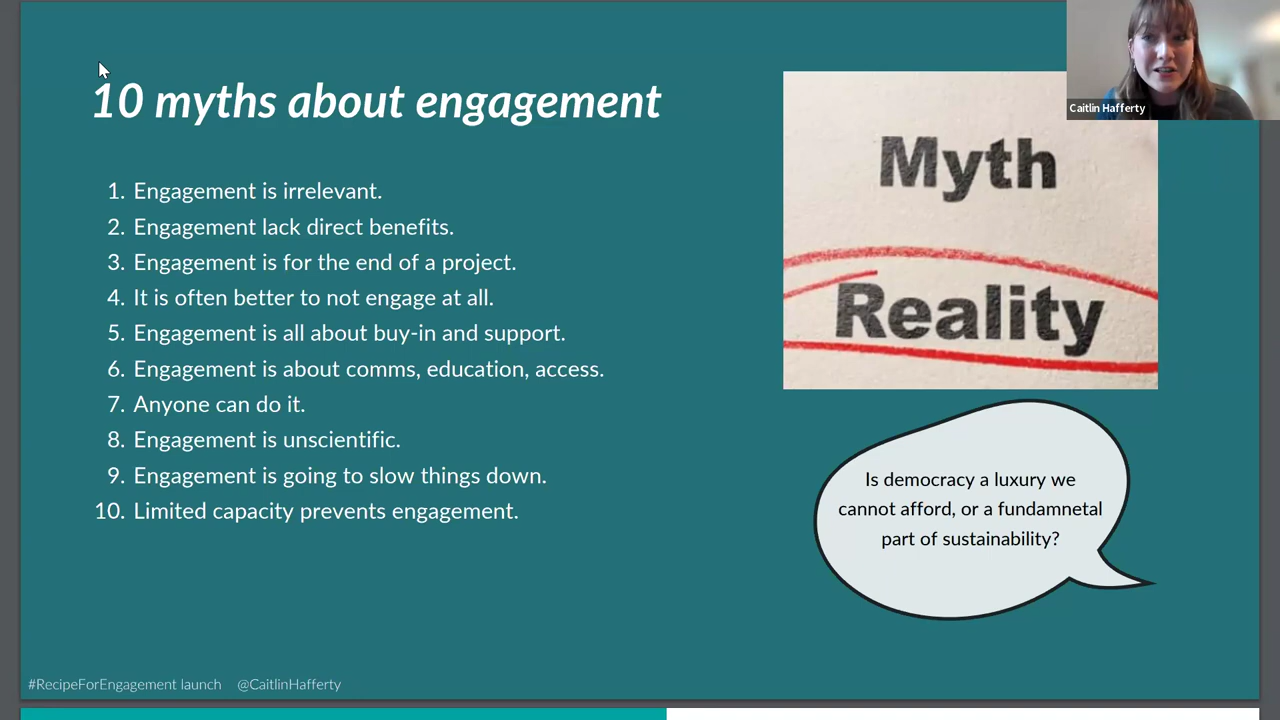 10 myths about engagement
1. Engagement is irrelevant.
2. Engagement lack direct benefits.
3. Engagement is for the end of a project.
4. It is often better to not engage at all.
5. Engagement is all about buy-in and support.
6. Engagement is about comms, education, access.
7. Anyone can do it.
8. Engagement is unscientific.
9. Engagement is going to slow things down.
10. Limited capacity prevents engagement.
Caitlin Hafferty
Myth
Reality
Is democracy a luxury we
cannot afford, or a fundamnetal
part of sustainability?
#RecipeForEngagement launch @CaitlinHafferty